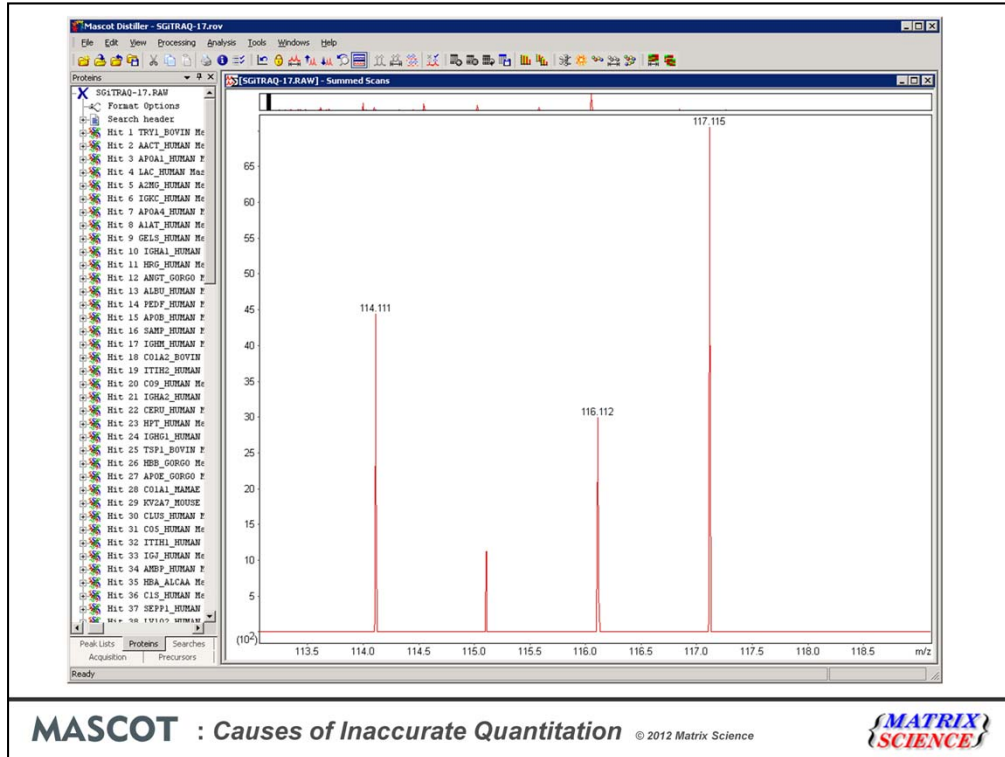 Mascot Distiller - SGiTRAQ-17.rov
File Edit View Processing Analysis Tools Windows Help
Proteins
SGiTRAQ-17.RAW
Format Options
Search header
Hit 1 TRY1_BOVIN Me
Hit 2 AACT_HUMAN Me
Hit 3 APOA1_HUMAN M
Hit 4 LAC_HUMAN Mas
Hit 5 A2MG_HUMAN Me
Hit 6 IGKC_HUMAN Me
Hit 7 APOA4_HUMAN M
Hit 8 A1AT_HUMAN Me
Hit 9 GELS_HUMAN Me
Hit 10 IGHA1_HUMAN
Hit 11 HRG_HUMAN Me
Hit 12 ANGT_GORGO M
Hit 13 ALBU_HUMAN M
Hit 14 PEDF_HUMAN M
Hit 15 APOB_HUMAN M
Hit 16 SAMP_HUMAN M
Hit 17 IGHM_HUMAN M
Hit 18 CO1A2_BOVIN
Hit 19 ITIH2_HUMAN
Hit 20 CO9_HUMAN Me
Hit 21 IGHA2_HUMAN
Hit 22 CERU_HUMAN M
Hit 23 HPT_HUMAN Me
Hit 24 IGHG1_HUMAN
Hit 25 TSP1_BOVIN M
Hit 26 HBB_GORGO Me
Hit 27 APOE_GORGO M
Hit 28 CO1A1_MAMAE
Hit 29 KV2A7_MOUSE
Hit 30 CLUS_HUMAN M
Hit 31 CO5_HUMAN Me
Hit 32 ITIH1_HUMAN
Hit 33 IGJ_HUMAN Me
Hit 34 AMBP_HUMAN M
Hit 35 HBA_ALCAA Me
Hit 36 C1S_HUMAN Me
Hit 37 SEPP1_HUMAN
Hit 38 LV102_HUMAN
Peak Lists Proteins Searches
Acquisition Precursors
Ready
[SGiTRAQ-17.RAW] - Summed Scans
117.115
65
60
55
50
114.111
45
40
35
116.112
30
25
20
15
10
5
(10²)
113.5 114.0 114.5 115.0 115.5 116.0 116.5 117.0 117.5 118.0 118.5 m/z
MASCOT : Causes of Inaccurate Quantitation © 2012 Matrix Science
{MATRIX
SCIENCE}